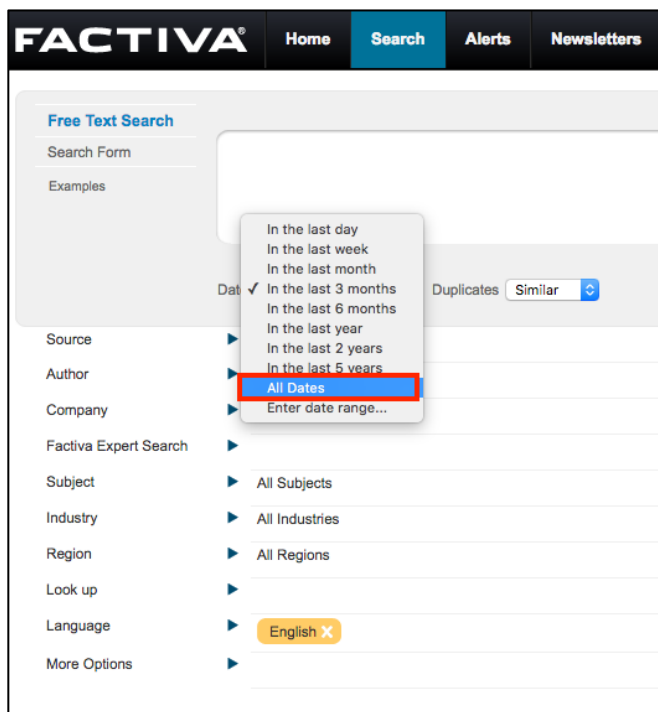 FACTIVA® Home Search Alerts Newsletters
Free Text Search
Search Form
Examples
In the last day
In the last week
In the last month
Dat ✓ In the last 3 months Duplicates Similar
In the last 6 months
In the last year
In the last 2 years
In the last 5 years
All Dates
Enter date range...
Source
Author
Company
Factiva Expert Search
Subject All Subjects
Industry All Industries
Region All Regions
Look up
Language English X
More Options